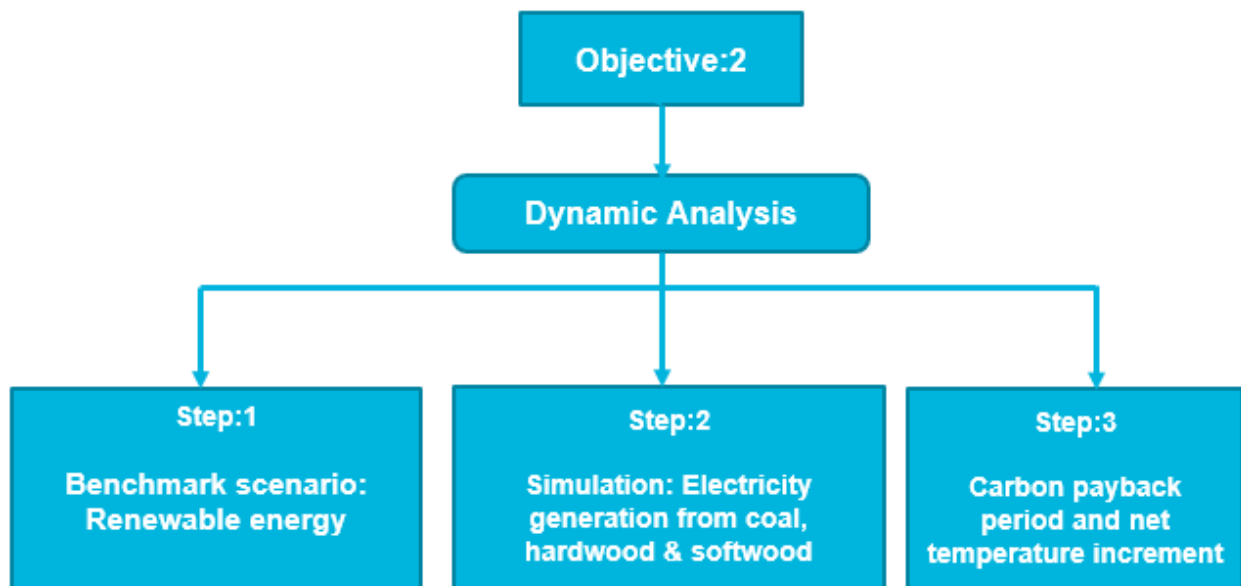 Objective:2
Dynamic Analysis
Step:1
Benchmark scenario:
Renewable energy
Step:2
Simulation: Electricity
generation from coal,
hardwood & softwood
Step:3
Carbon payback
period and net
temperature increment